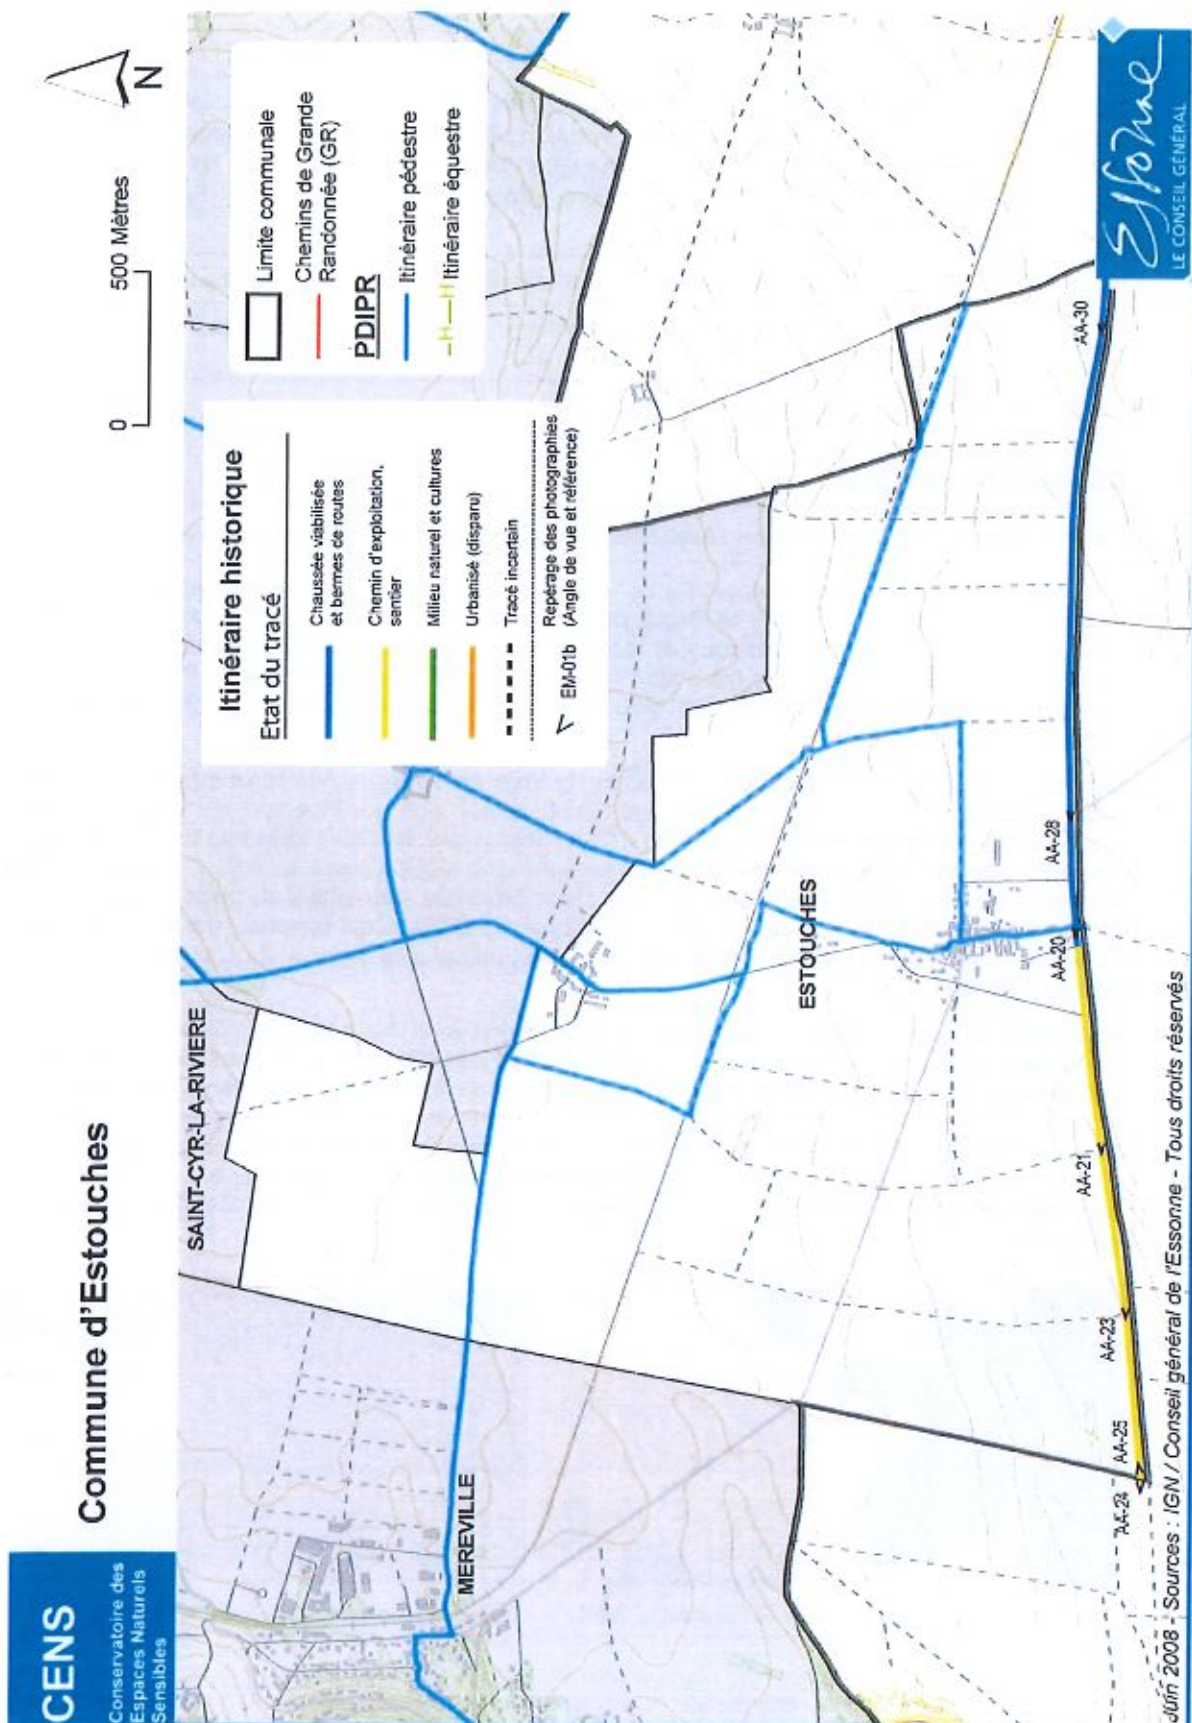 CENS
Conservatoire des
Espaces Naturels
Sensibles
Commune d'Estouches
0
500 Mètres
N
Itinéraire historique
Etat du tracé
Chaussée viabilisée
et bermes de routes
Chemin d'exploitation,
sentier
Milieu naturel et cultures
Urbanisé (disparu)
Tracé incertain
EM-01b
Repérage des photographies
(Angle de vue et référence)
Limite communale
Chemins de Grande
Randonnée (GR)
PDIPR
Itinéraire pédestre
H H Itinéraire équestre
SAINT-CYR-LA-RIVIERE
MEREVILLE
ESTOUCHES
AA-24
AA-25
AA-23
AA-21
AA-20
AA-28
AA-30
Juin 2008 - Sources : IGN / Conseil général de l'Essonne - Tous droits réservés
Essonne
LE CONSEIL GÉNÉRAL